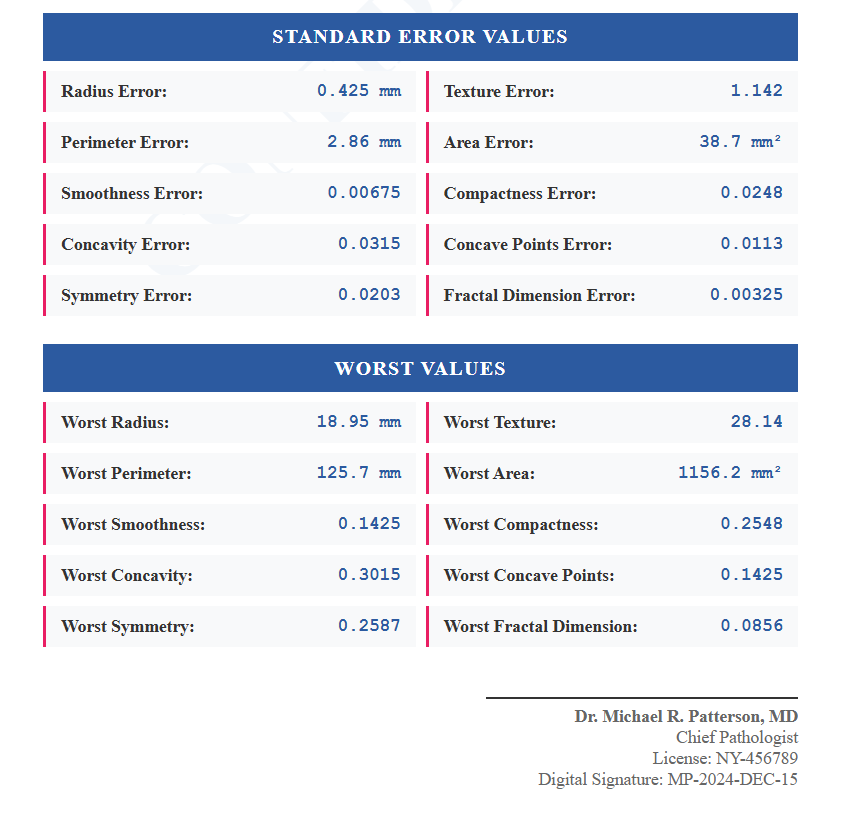 STANDARD ERROR VALUES
Radius Error: 0.425 mm Texture Error: 1.142
Perimeter Error: 2.86 mm Area Error: 38.7 mm²
Smoothness Error: 0.00675 Compactness Error: 0.0248
Concavity Error: 0.0315 Concave Points Error: 0.0113
Symmetry Error: 0.0203 Fractal Dimension Error: 0.00325
WORST VALUES
Worst Radius: 18.95 mm Worst Texture: 28.14
Worst Perimeter: 125.7 mm Worst Area: 1156.2 mm²
Worst Smoothness: 0.1425 Worst Compactness: 0.2548
Worst Concavity: 0.3015 Worst Concave Points: 0.1425
Worst Symmetry: 0.2587 Worst Fractal Dimension: 0.0856
Dr. Michael R. Patterson, MD
Chief Pathologist
License: NY-456789
Digital Signature: MP-2024-DEC-15